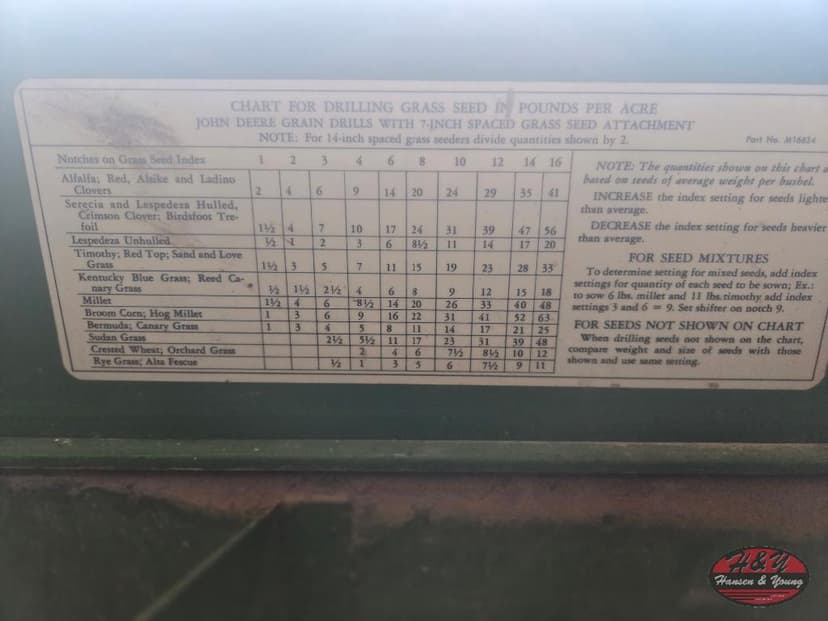 CHART FOR DRILLING GRASS SEED IN POUNDS PER ACRE
JOHN DEERE GRAIN DRILLS WITH 7-INCH SPACED GRASS SEED ATTACHMENT
NOTE: For 14-inch spaced grass seeders divide quantities shown by 2.
Part No. M16834
Notches on Grass Seed Index 1 2 3 4 6 8 10 12 14 16
Alfalfa; Red, Alsike and Ladino
Clovers 2 4 6 9 14 20 24 29 35 41
Serecia and Lespedeza Hulled,
Crimson Clover; Birdsfoot Tre-
foil 1½ 4 7 10 17 24 31 39 47 56
Lespedeza Unhulled ½ 1 2 3 6 8½ 11 14 17 20
Timothy; Red Top; Sand and Love
Grass 1½ 3 5 7 11 15 19 23 28 33
Kentucky Blue Grass; Reed Ca-
nary Grass ½ 1½ 2½ 4 6 8 9 12 15 18
Millet 1½ 4 6 8½ 14 20 26 33 40 48
Broom Corn; Hog Millet 1 3 6 9 16 22 31 41 52 63
Bermuda; Canary Grass 1 3 4 5 8 11 14 17 21 25
Sudan Grass 2½ 5½ 11 17 23 31 39 48
Crested Wheat; Orchard Grass 2 4 6 7½ 8½ 10 12
Rye Grass; Alta Fescue ½ 1 3 5 6 7½ 9 11
NOTE: The quantities shown on this chart a
based on seeds of average weight per bushel.
INCREASE the index setting for seeds lighte
than average.
DECREASE the index setting for seeds heavier
than average.
FOR SEED MIXTURES
To determine setting for mixed seeds, add index
settings for quantity of each seed to be sown; Ex.:
to sow 6 lbs. millet and 11 lbs. timothy add index
settings 3 and 6 = 9. Set shifter on notch 9.
FOR SEEDS NOT SHOWN ON CHART
When drilling seeds not shown on the chart,
compare weight and size of seeds with those
shown and use same setting.
H&Y
Hansen & Young